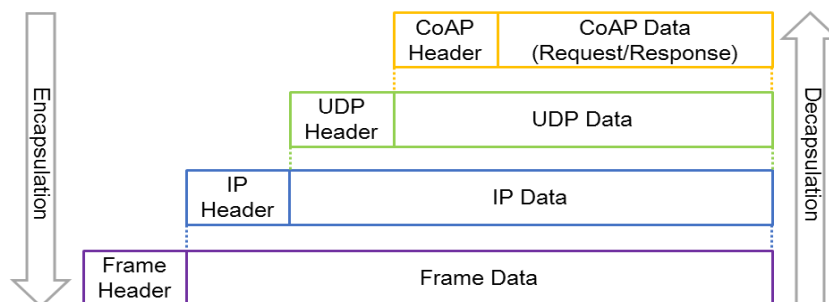 Encapsulation
CoAP
Header
CoAP Data
(Request/Response)
UDP
Header
UDP Data
IP
Header
IP Data
Frame
Header
Frame Data
Decapsulation